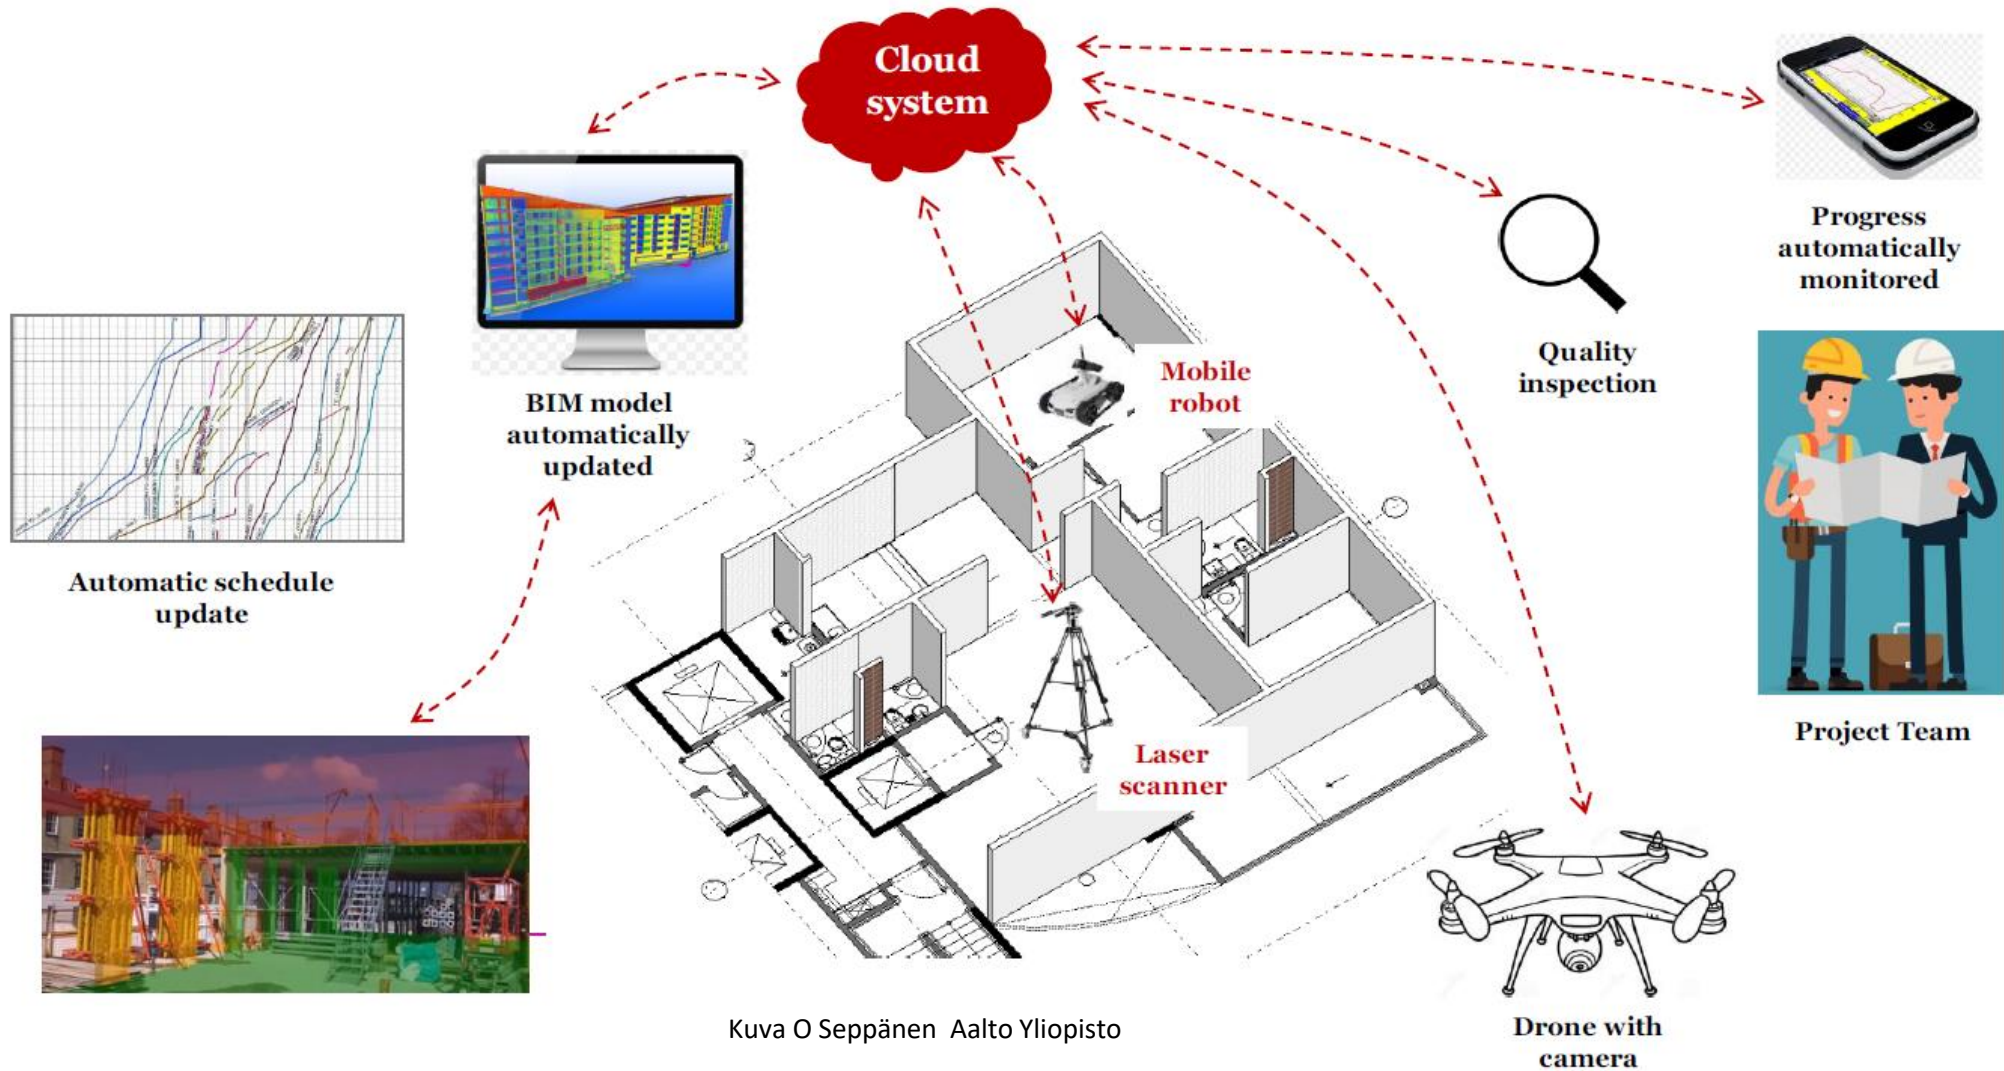 Cloud
system
Progress
automatically
monitored
Quality
inspection
Mobile
robot
BIM model
automatically
updated
Automatic schedule
update
Project Team
Laser
scanner
Kuva O Seppänen  Aalto Yliopisto
Drone with
camera